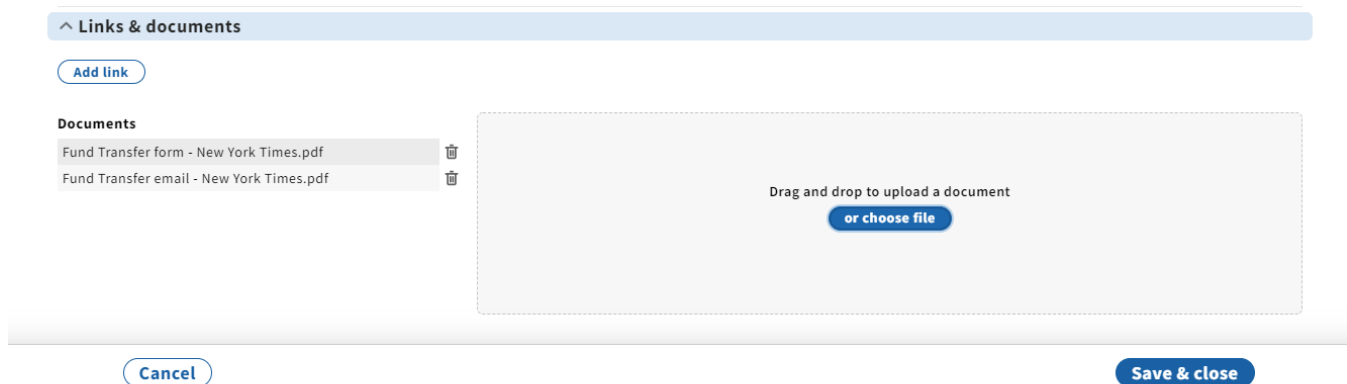 Links & documents
Add link
Documents
Fund Transfer form - New York Times.pdf
Fund Transfer email - New York Times.pdf
Drag and drop to upload a document
or choose file
Cancel
Save & close